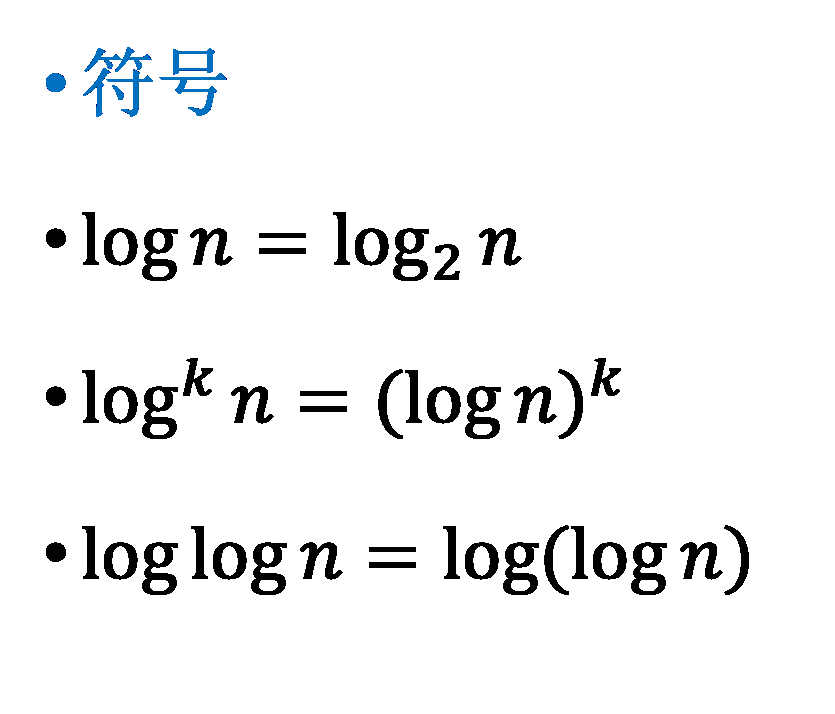 • 符号
• log n = log₂ n
• logᵏ n = (log n)ᵏ
• log log n = log(log n)